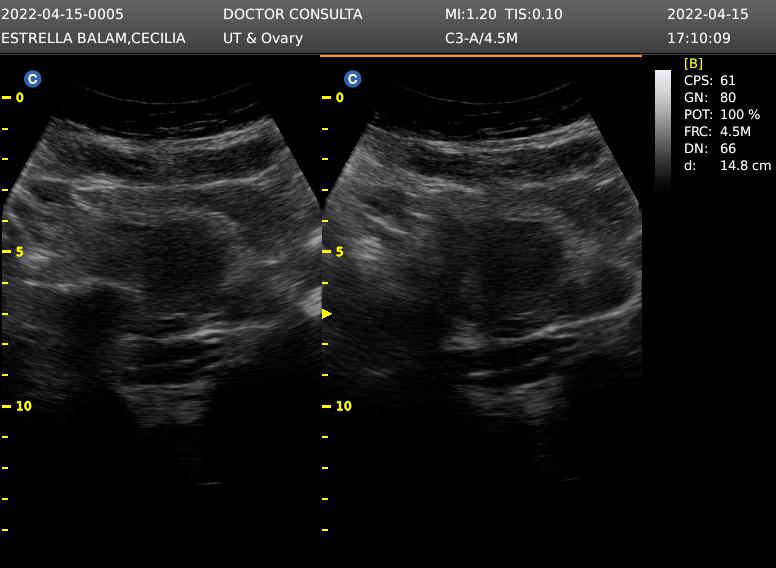 2022-04-15-0005 DOCTOR CONSULTA MI:1.20 TIS:0.10 2022-04-15
ESTRELLA BALAM,CECILIA UT & Ovary C3-A/4.5M 17:10:09
[B]
CPS: 61
GN: 80
POT: 100 %
FRC: 4.5M
DN: 66
d: 14.8 cm
C C
0 0
5 5
10 10